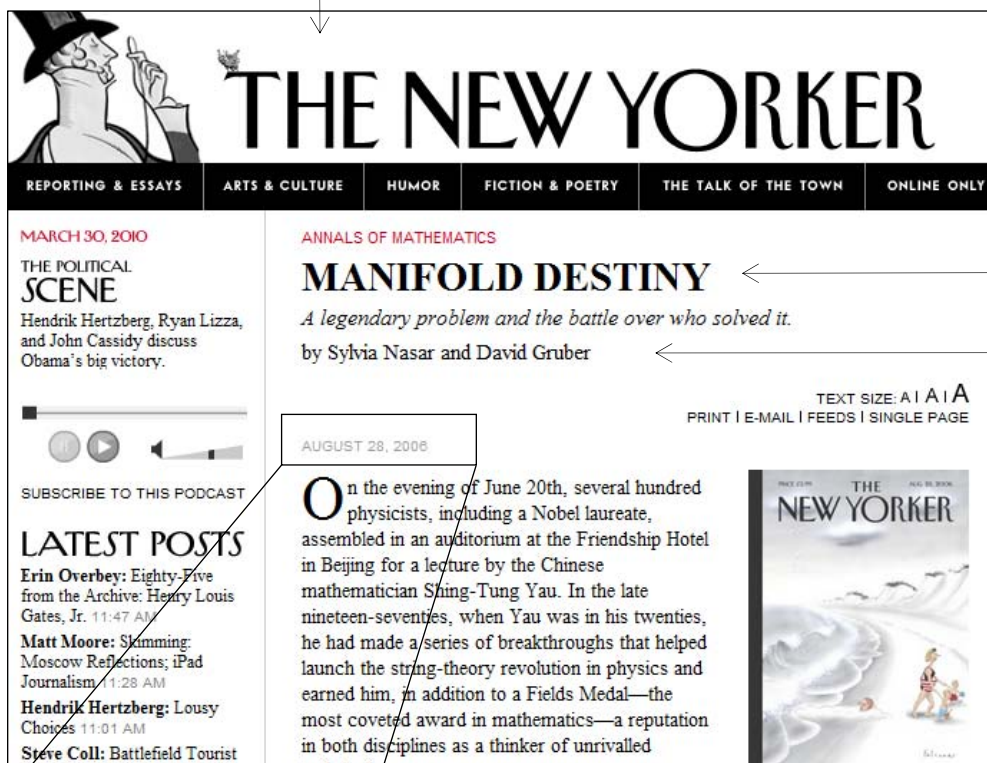 THE NEW YORKER
REPORTING & ESSAYS ARTS & CULTURE HUMOR FICTION & POETRY THE TALK OF THE TOWN ONLINE ONLY
MARCH 30, 2010
THE POLITICAL
SCENE
Hendrik Hertzberg, Ryan Lizza,
and John Cassidy discuss
Obama's big victory.
SUBSCRIBE TO THIS PODCAST
LATEST POSTS
Erin Overbey: Eighty-Five
from the Archive: Henry Louis
Gates, Jr. 11:47 AM
Matt Moore: Skimming:
Moscow Reflections; iPad
Journalism 11:28 AM
Hendrik Hertzberg: Lousy
Choices 11:01 AM
Steve Coll: Battlefield Tourist
ANNALS OF MATHEMATICS
MANIFOLD DESTINY
A legendary problem and the battle over who solved it.
by Sylvia Nasar and David Gruber
TEXT SIZE: A | A | A
PRINT | E-MAIL | FEEDS | SINGLE PAGE
AUGUST 28, 2006
On the evening of June 20th, several hundred
physicists, including a Nobel laureate,
assembled in an auditorium at the Friendship Hotel
in Beijing for a lecture by the Chinese
mathematician Shing-Tung Yau. In the late
nineteen-seventies, when Yau was in his twenties,
he had made a series of breakthroughs that helped
launch the string-theory revolution in physics and
earned him, in addition to a Fields Medal—the
most coveted award in mathematics—a reputation
in both disciplines as a thinker of unrivalled
THE
NEW YORKER